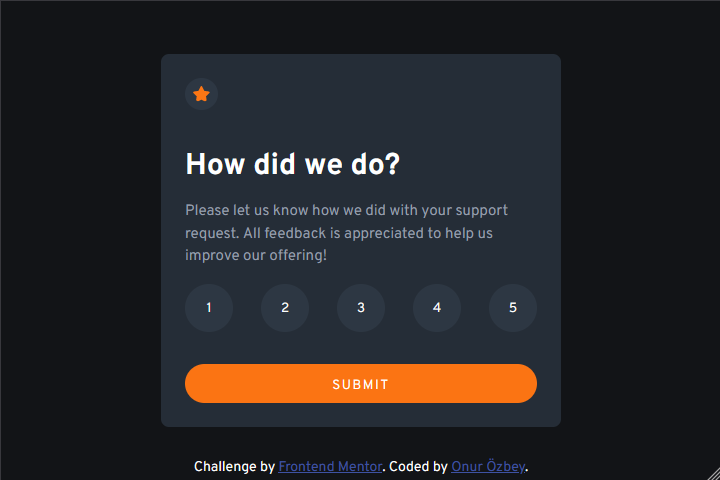 How did we do?
Please let us know how we did with your support
request. All feedback is appreciated to help us
improve our offering!
1 2 3 4 5
SUBMIT
Challenge by Frontend Mentor. Coded by Onur Özbey.